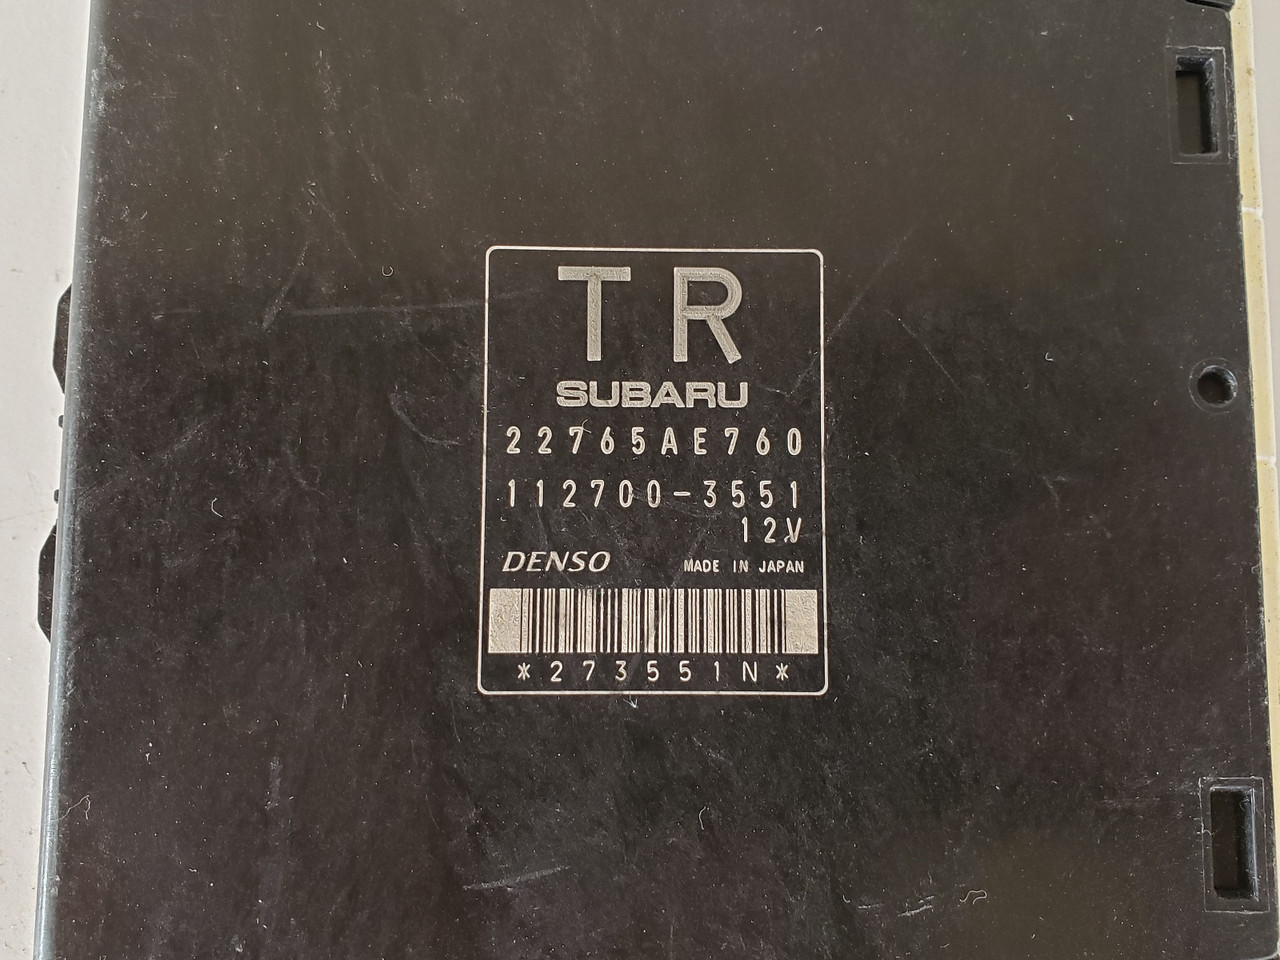 TR
SUBARU
22765AE760
112700-3551
12V
DENSO MADE IN JAPAN
*273551N*